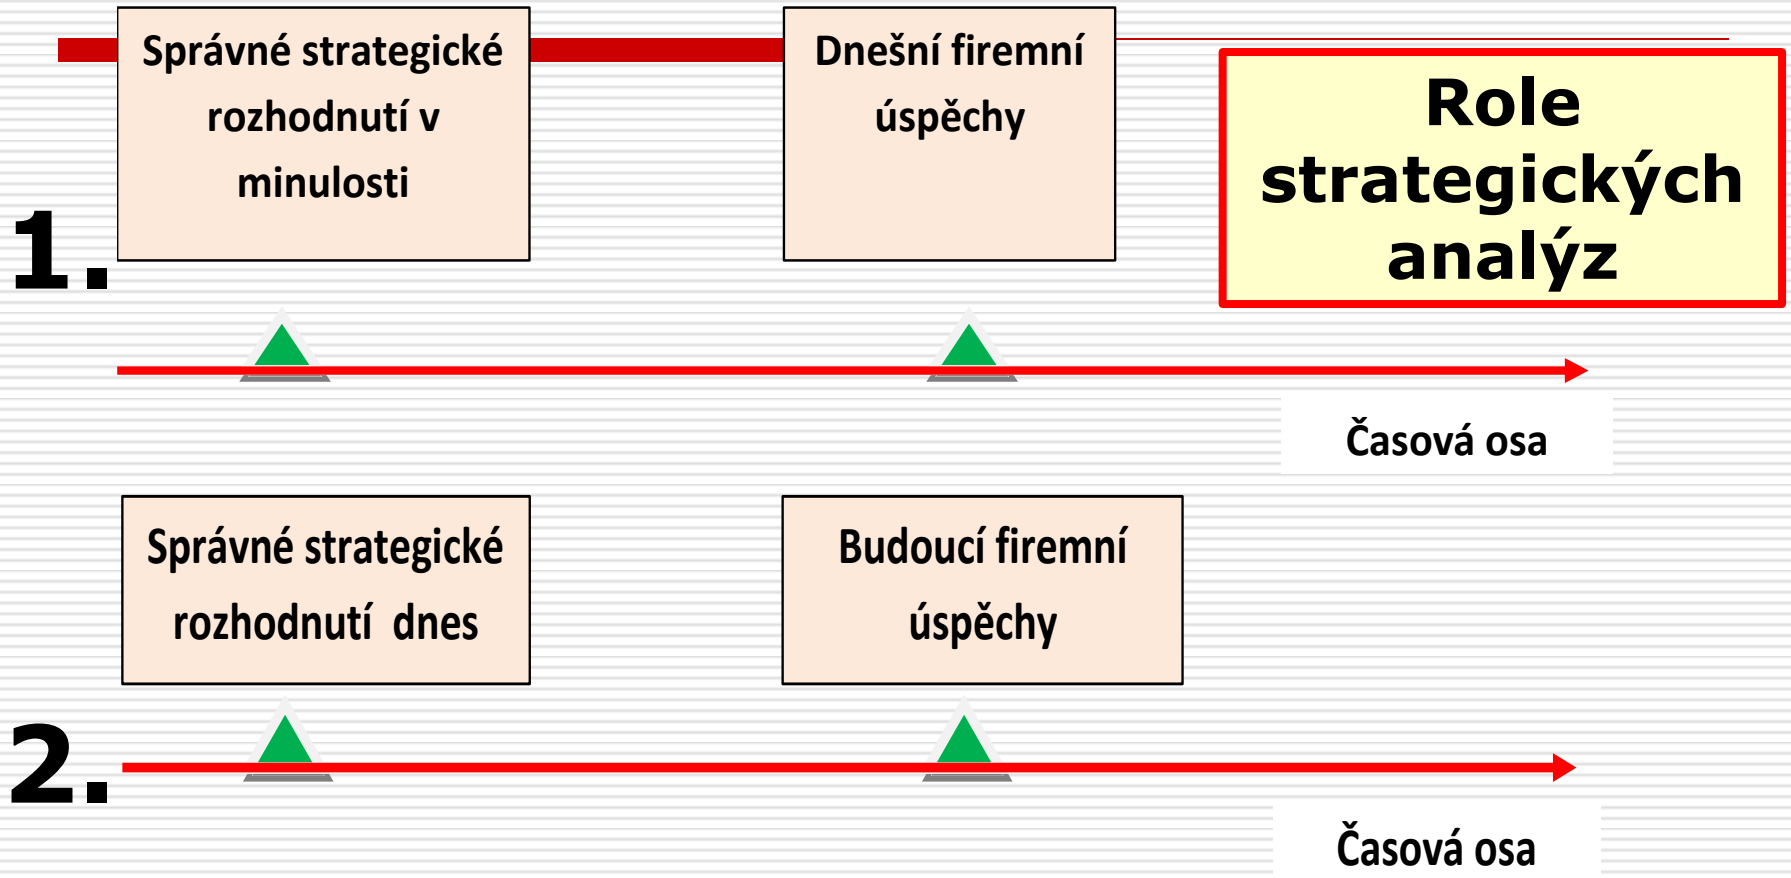 Správné strategické
rozhodnutí v
minulosti
Dnešní firemní
úspěchy
Role
strategických
analýz
1.
Časová osa
Správné strategické
rozhodnutí  dnes
Budoucí firemní
úspěchy
2.
Časová osa